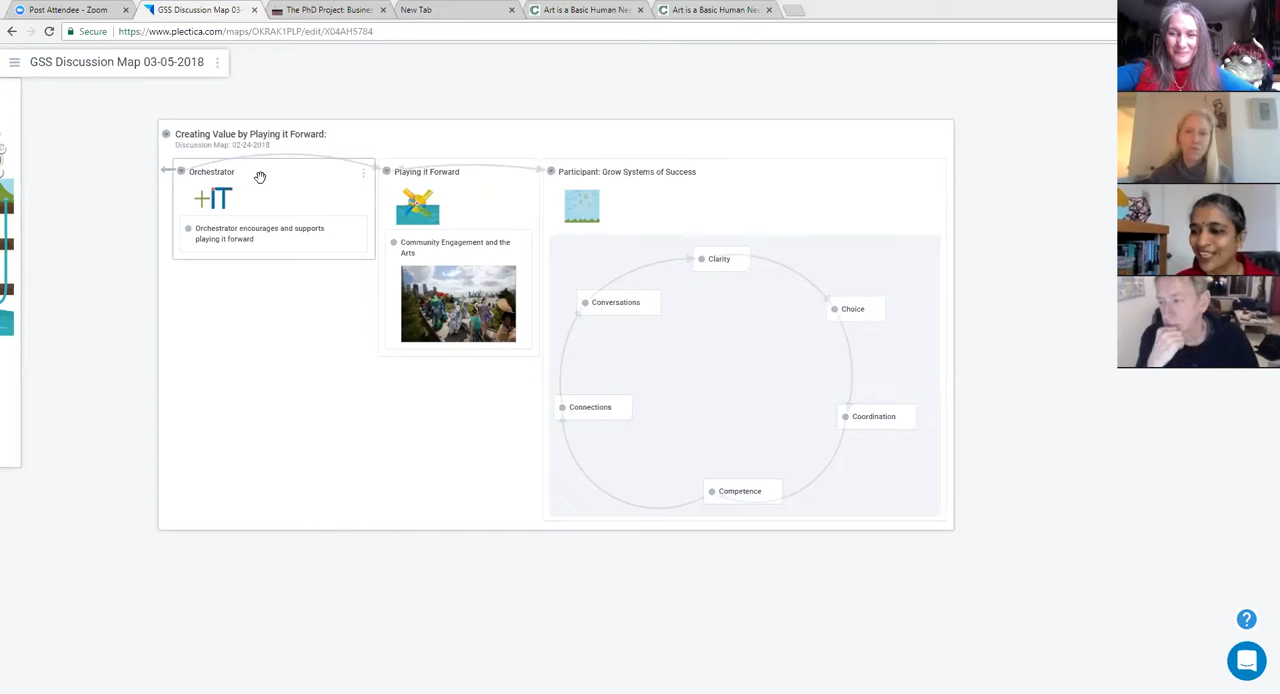 Post Attendee - Zoom
GSS Discussion Map 03-
The PhD Project: Busines
New Tab
Art is a Basic Human Ne
Art is a Basic Human Ne
Secure
https://www.plectica.com/maps/OKRAK1PLP/edit/X04AH5784
GSS Discussion Map 03-05-2018
Creating Value by Playing it Forward:
Discussion Map: 02-24-2018
Orchestrator
Playing it Forward
Participant: Grow Systems of Success
+IT
Orchestrator encourages and supports
playing it forward
Community Engagement and the
Arts
Clarity
Conversations
Choice
Connections
Coordination
Competence
?